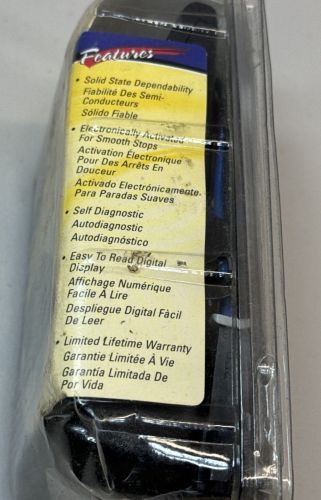 Features
• Solid State Dependability
Fiabilité Des Semi-
Conducteurs
Sólido Fiable
• Electronically Activated
For Smooth Stops
Activation Électronique
Pour Des Arrêts En
Douceur
Activado Electrónicamente
Para Paradas Suaves
• Self Diagnostic
Autodiagnostic
Autodiagnóstico
• Easy To Read Digital
Display
Affichage Numérique
Facile À Lire
Despliegue Digital Fàcil
De Leer
• Limited Lifetime Warranty
Garantie Limitée À Vie
Garantía Limitada De
Por Vida